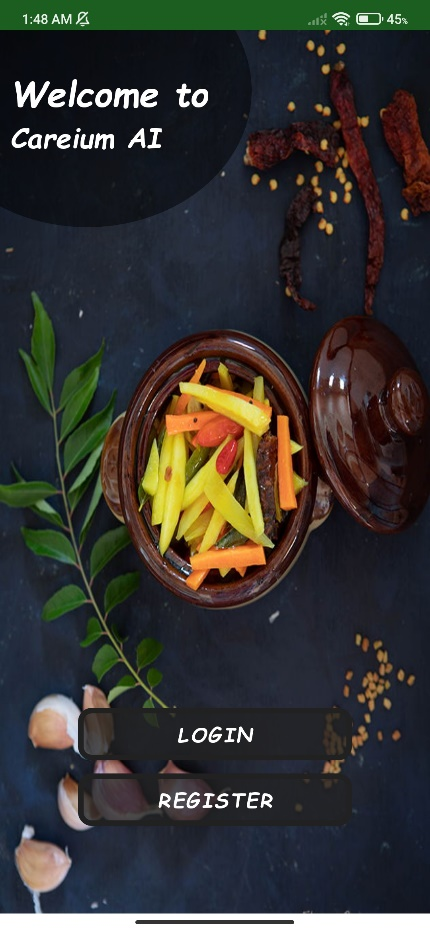 1:48 AM
45%
Welcome to
Careium AI
LOGIN
REGISTER